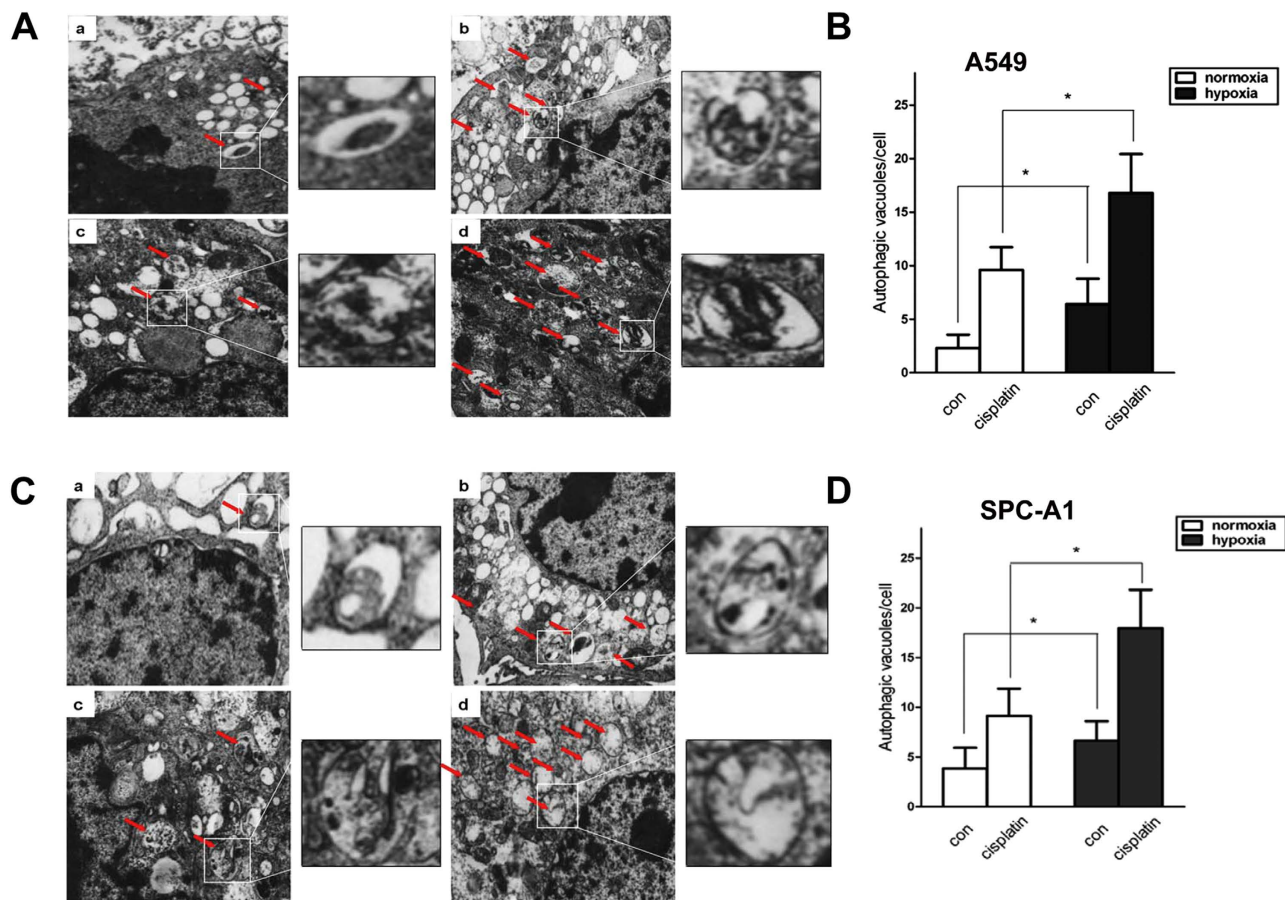 A
a
b
c
d
B
A549
normoxia
hypoxia
Autophagic vacuoles/cell
25
20
15
10
5
0
*
*
con
cisplatin
con
cisplatin
C
a
b
c
d
D
SPC-A1
normoxia
hypoxia
Autophagic vacuoles/cell
25
20
15
10
5
0
*
*
con
cisplatin
con
cisplatin